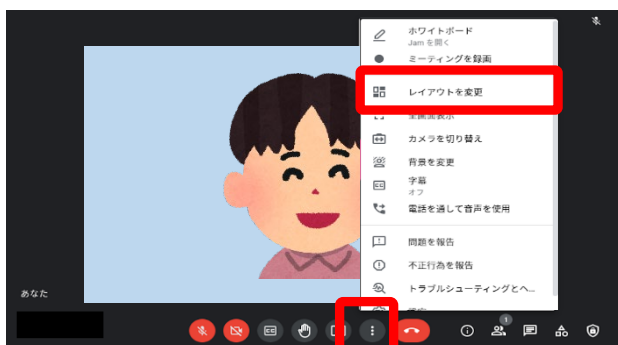 ホワイトボード
Jam を開く
ミーティングを録画
レイアウトを変更
全画面表示
カメラを切り替え
背景を変更
字幕
オフ
電話を通して音声を使用
問題を報告
不正行為を報告
トラブルシューティングとヘ...
あなた
1